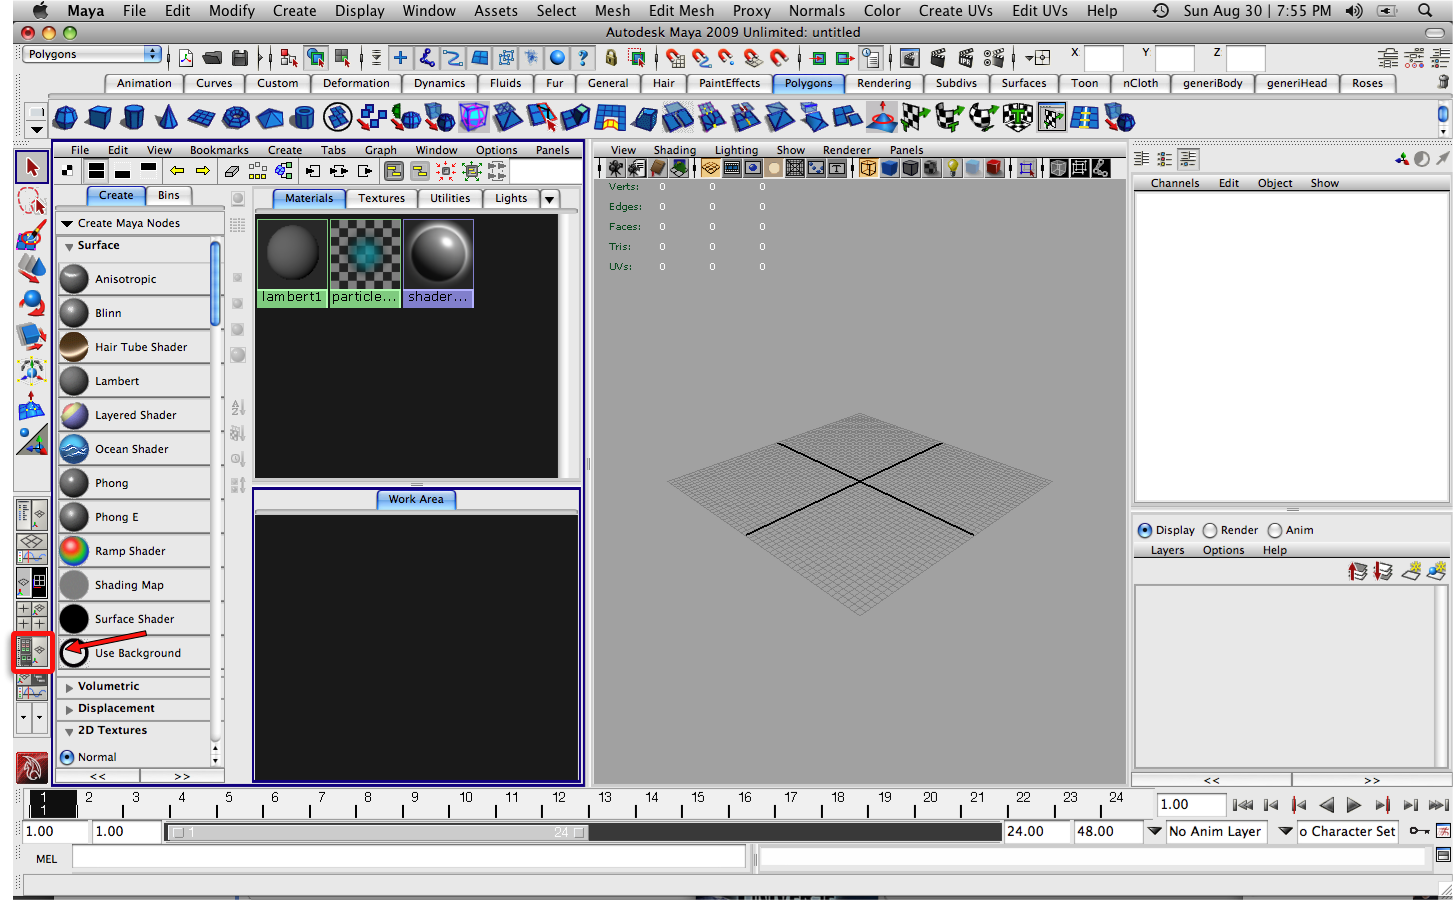 Maya File Edit Modify Create Display Window Assets Select Mesh Edit Mesh Proxy Normals Color Create UVs Edit UVs Help Sun Aug 30 | 7:55 PM
Autodesk Maya 2009 Unlimited: untitled
Polygons X Y Z
Animation Curves Custom Deformation Dynamics Fluids Fur General Hair PaintEffects Polygons Rendering Subdivs Surfaces Toon nCloth generiBody generiHead Roses
File Edit View Bookmarks Create Tabs Graph Window Options Panels
View Shading Lighting Show Renderer Panels
Create Bins
Create Maya Nodes
Surface
Anisotropic
Blinn
Hair Tube Shader
Lambert
Layered Shader
Ocean Shader
Phong
Phong E
Ramp Shader
Shading Map
Surface Shader
Use Background
Volumetric
Displacement
2D Textures
Normal
<< >>
Materials Textures Utilities Lights
lambert1 particle... shader...
Work Area
Verts: 0 0 0
Edges: 0 0 0
Faces: 0 0 0
Tris: 0 0 0
UVs: 0 0 0
Channels Edit Object Show
Display Render Anim
Layers Options Help
<< >>
1 2 3 4 5 6 7 8 9 10 11 12 13 14 15 16 17 18 19 20 21 22 23 24
1 1.00
1.00 1.00 1 24 24.00 48.00 No Anim Layer o Character Set
MEL